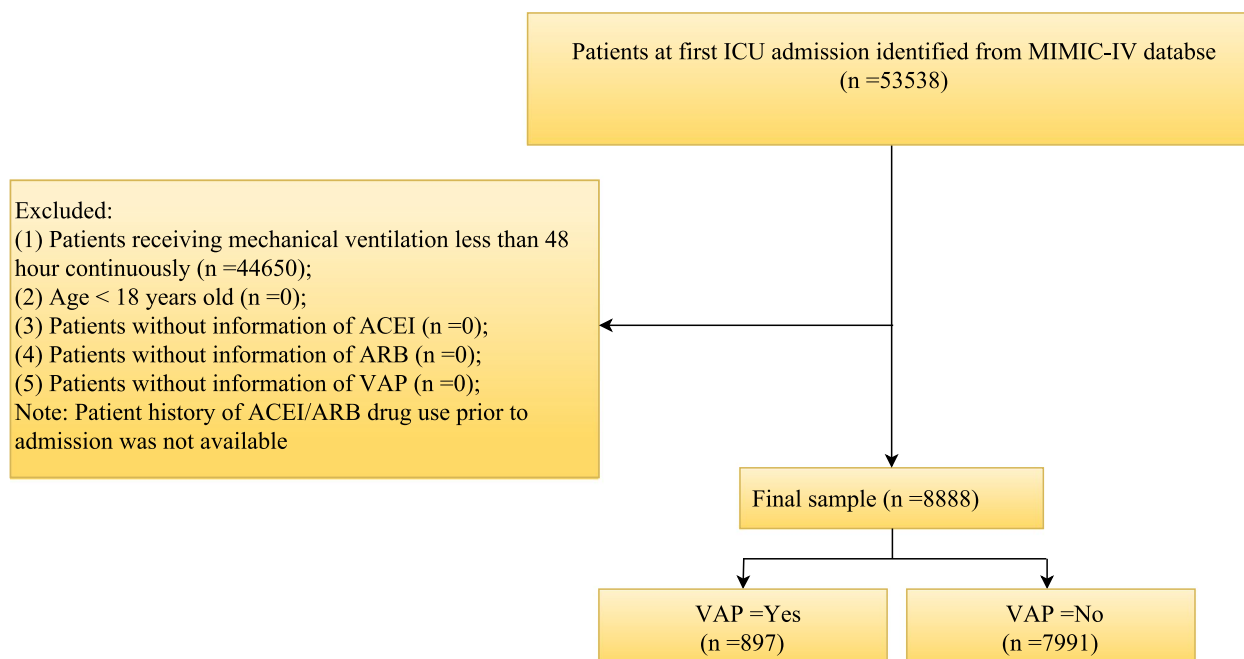 Patients at first ICU admission identified from MIMIC-IV databse
(n =53538)
Excluded:
(1) Patients receiving mechanical ventilation less than 48
hour continuously (n =44650);
(2) Age < 18 years old (n =0);
(3) Patients without information of ACEI (n =0);
(4) Patients without information of ARB (n =0);
(5) Patients without information of VAP (n =0);
Note: Patient history of ACEI/ARB drug use prior to
admission was not available
Final sample (n =8888)
VAP =Yes
(n =897)
VAP =No
(n =7991)